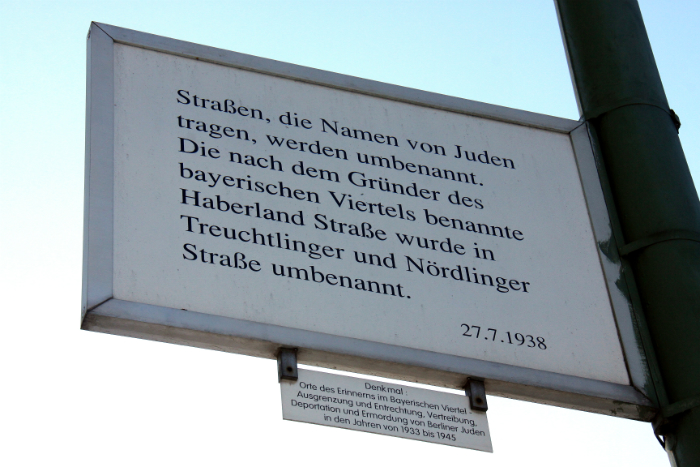 Straßen, die Namen von Juden
tragen, werden umbenannt.
Die nach dem Gründer des
bayerischen Viertels benannte
Haberland Straße wurde in
Treuchtlinger und Nördlinger
Straße umbenannt.
27.7.1938
Denkmal :
Orte des Erinnerns im Bayerischen Viertel
Ausgrenzung und Entrechtung, Vertreibung,
Deportation und Ermordung von Berliner Juden
in den Jahren von 1933 bis 1945